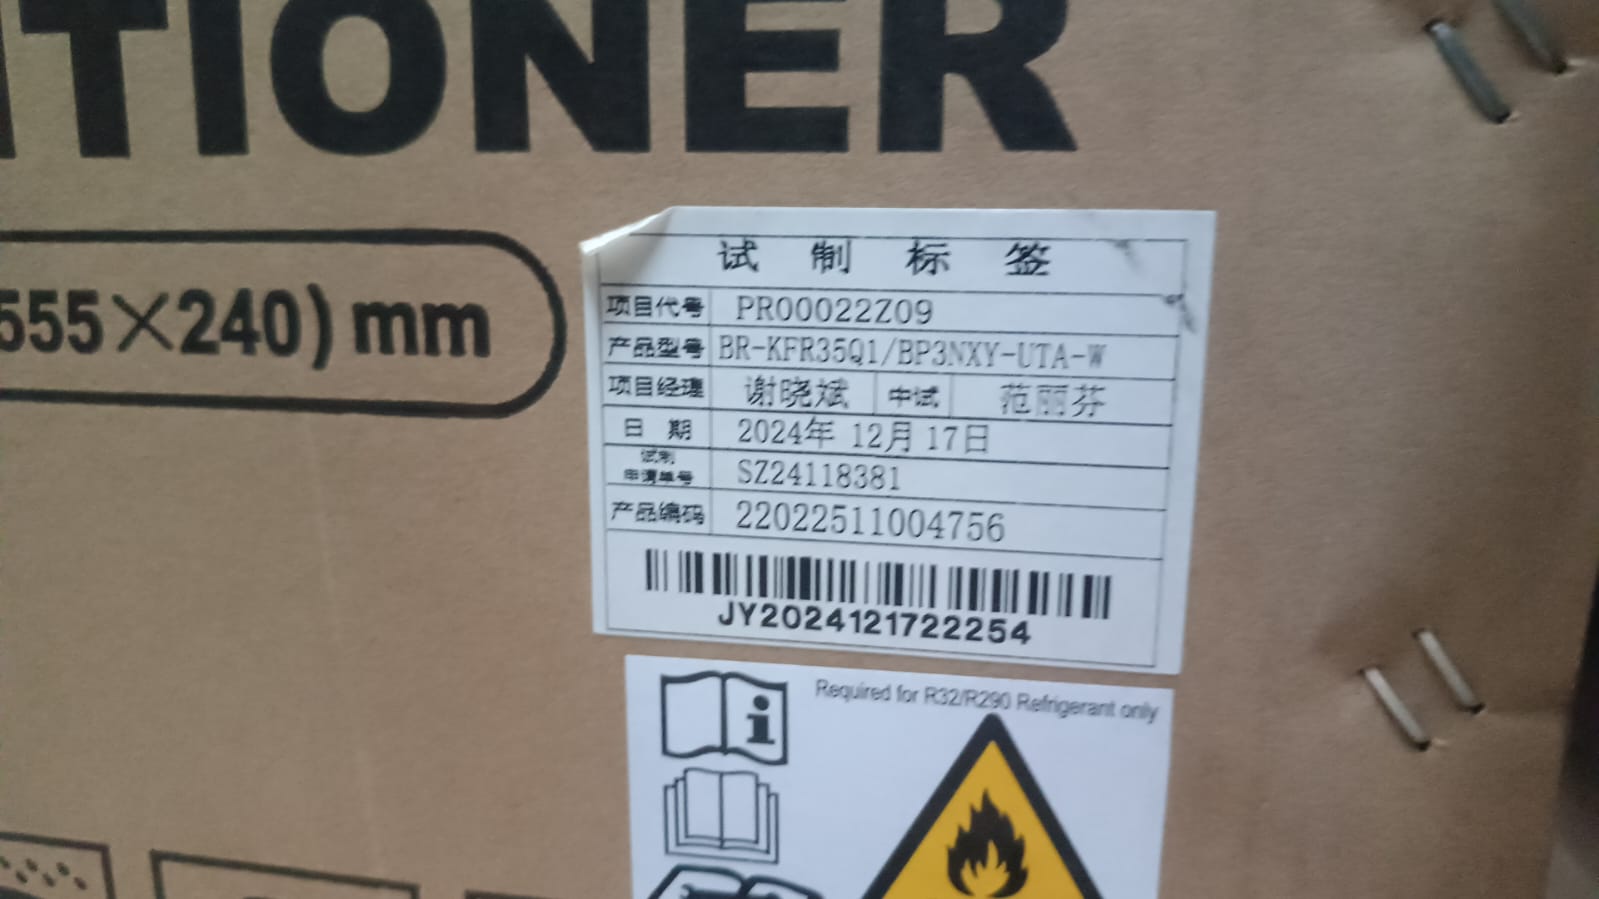 ITIONER
555×240) mm
试 制 标 签
项目代号 PR00022Z09
产品型号 BR-KFR35Q1/BP3NXY-UTA-W
项目经理 谢晓斌 中试 范丽芬
日 期 2024年 12月 17日
试制
申请单号 SZ24118381
产品编码 22022511004756
JY2024121722254
Required for R32/R290 Refrigerant only